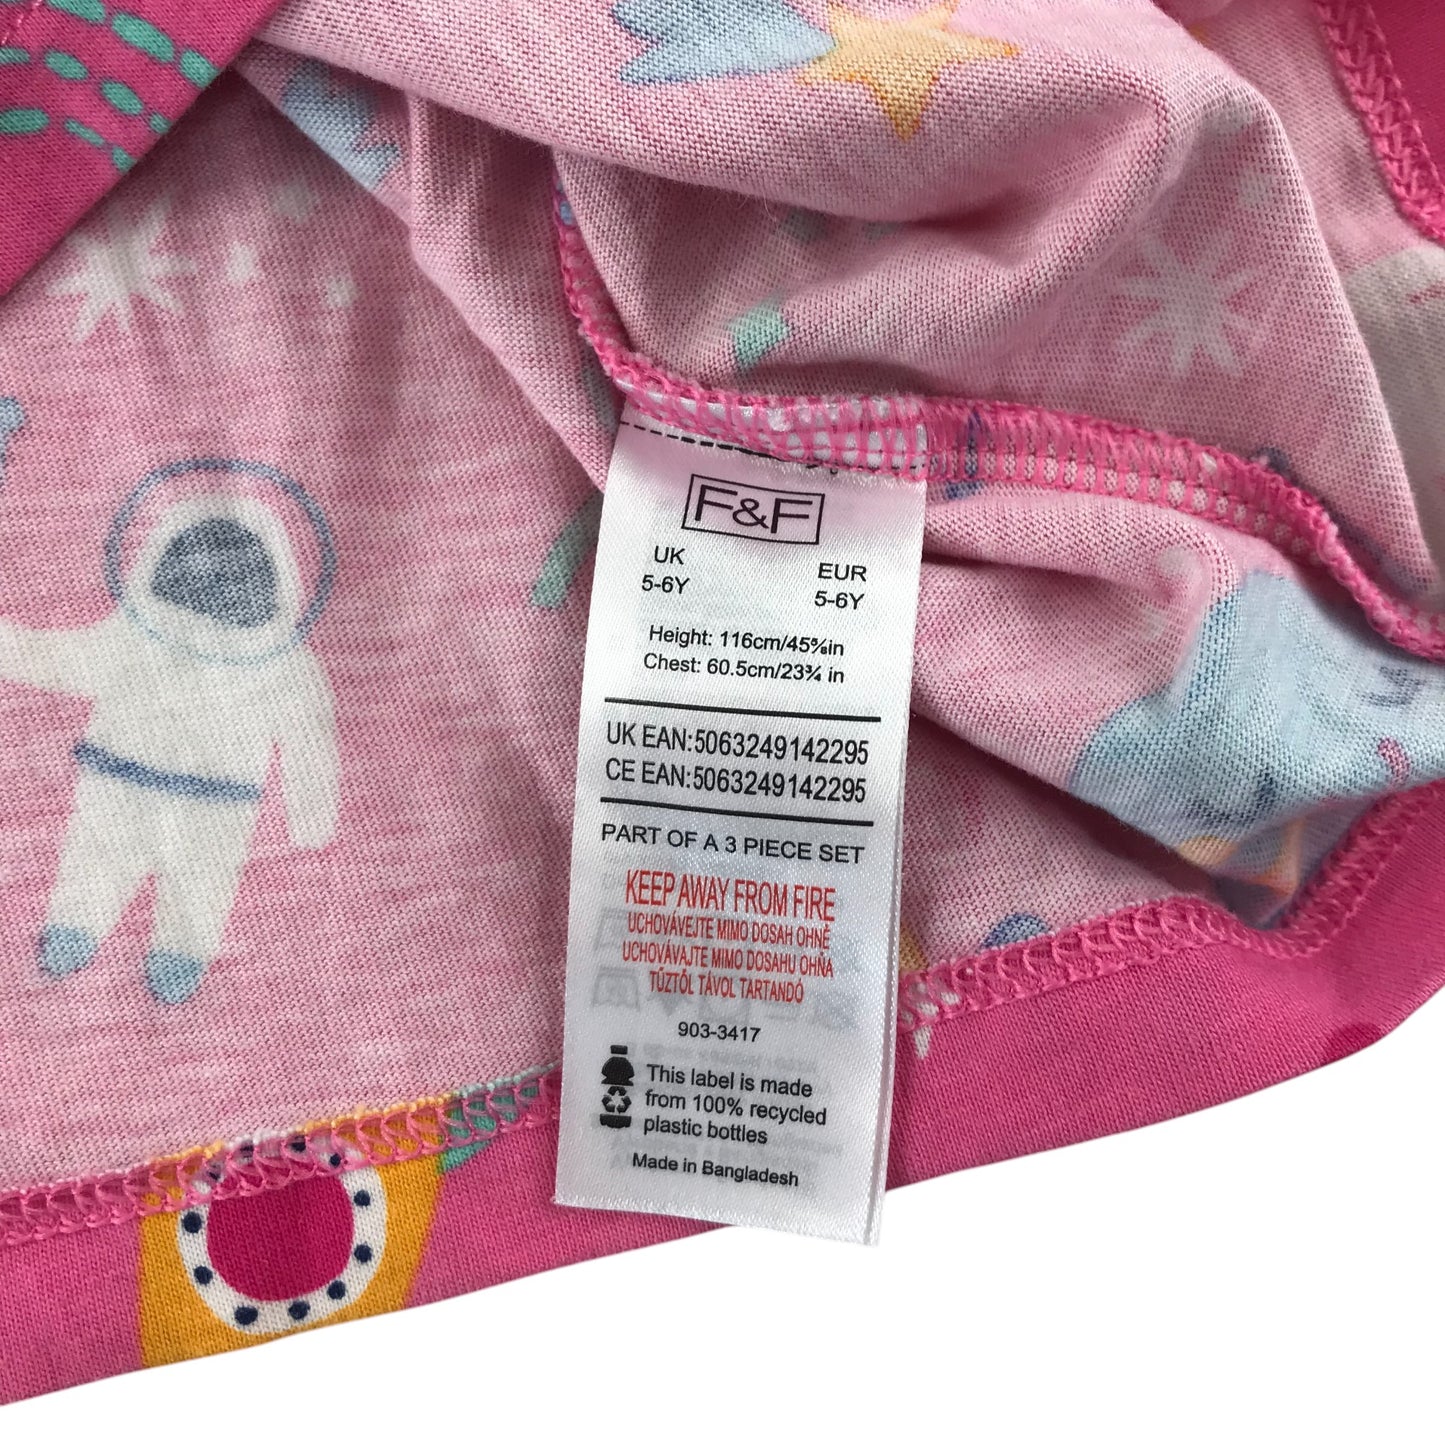 F&F
UK EUR
5-6Y 5-6Y
Height: 116cm/45⅝in
Chest: 60.5cm/23¾ in
UK EAN:5063249142295
CE EAN:5063249142295
PART OF A 3 PIECE SET
KEEP AWAY FROM FIRE
UCHOVÁVEJTE MIMO DOSAH OHNĚ
UCHOVÁVAJTE MIMO DOSAHU OHŇA
TŰZTŐL TÁVOL TARTANDÓ
903-3417
This label is made
from 100% recycled
plastic bottles
Made in Bangladesh